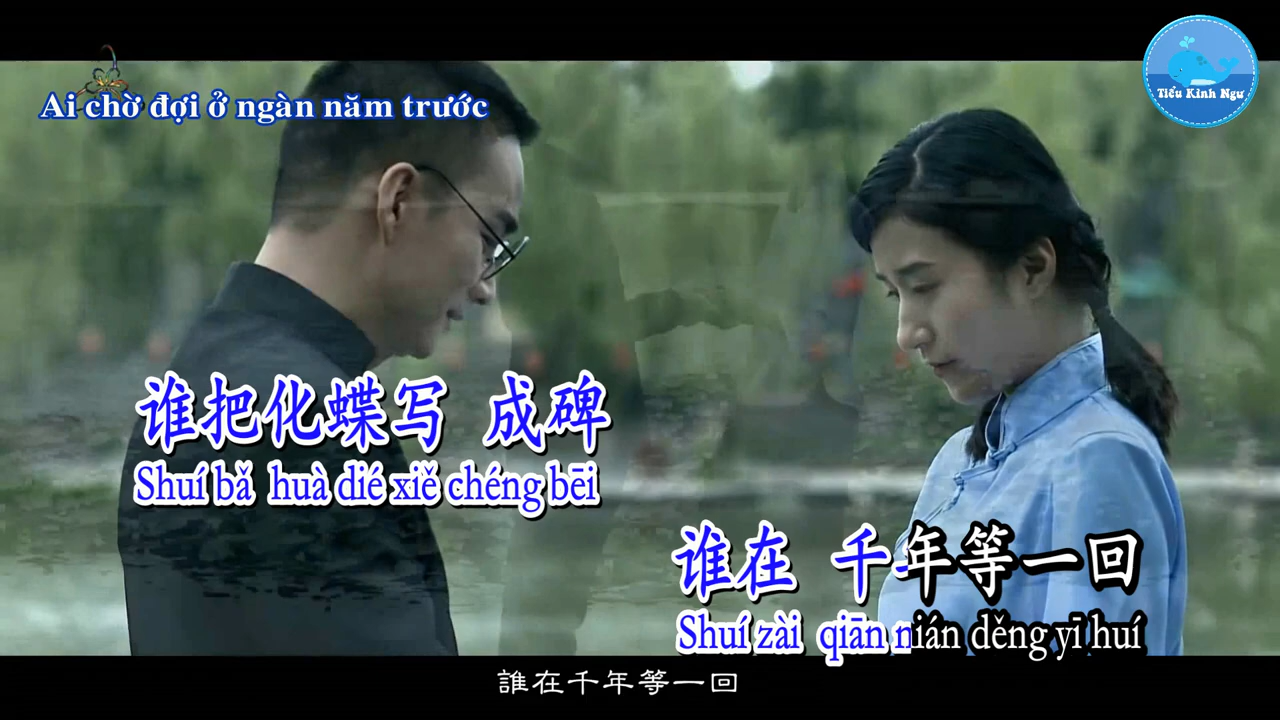 Ai chờ đợi ở ngàn năm trước
Tiểu Kình Ngư
谁把化蝶写 成碑
Shuí bǎ huà dié xiě chéng bēi
谁在 千年等一回
Shuí zài qiān nián děng yī huí
誰在千年等一回